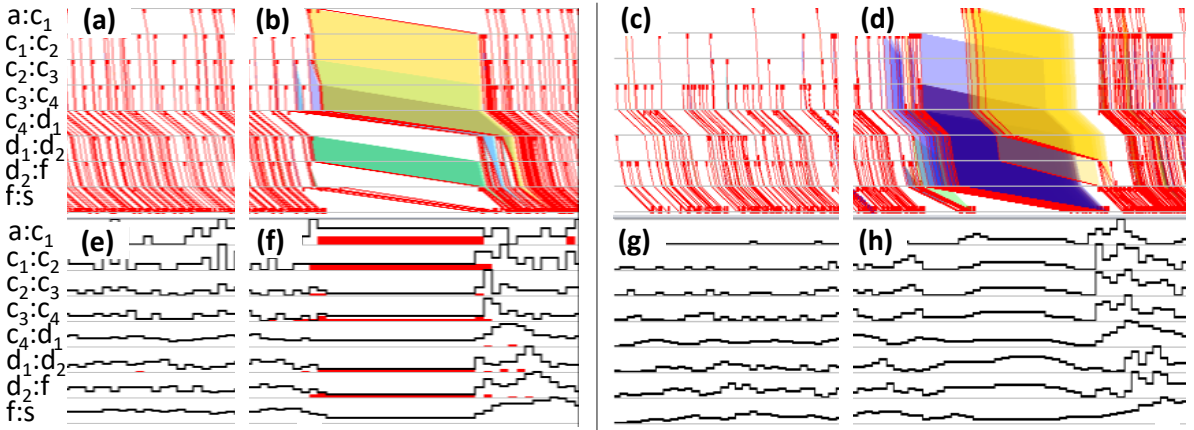 a:c₁ (a) (b) (c) (d)
c₁:c₂
c₂:c₃
c₃:c₄
c₄:d₁
d₁:d₂
d₂:f
f:s
a:c₁ (e) (f) (g) (h)
c₁:c₂
c₂:c₃
c₃:c₄
c₄:d₁
d₁:d₂
d₂:f
f:s